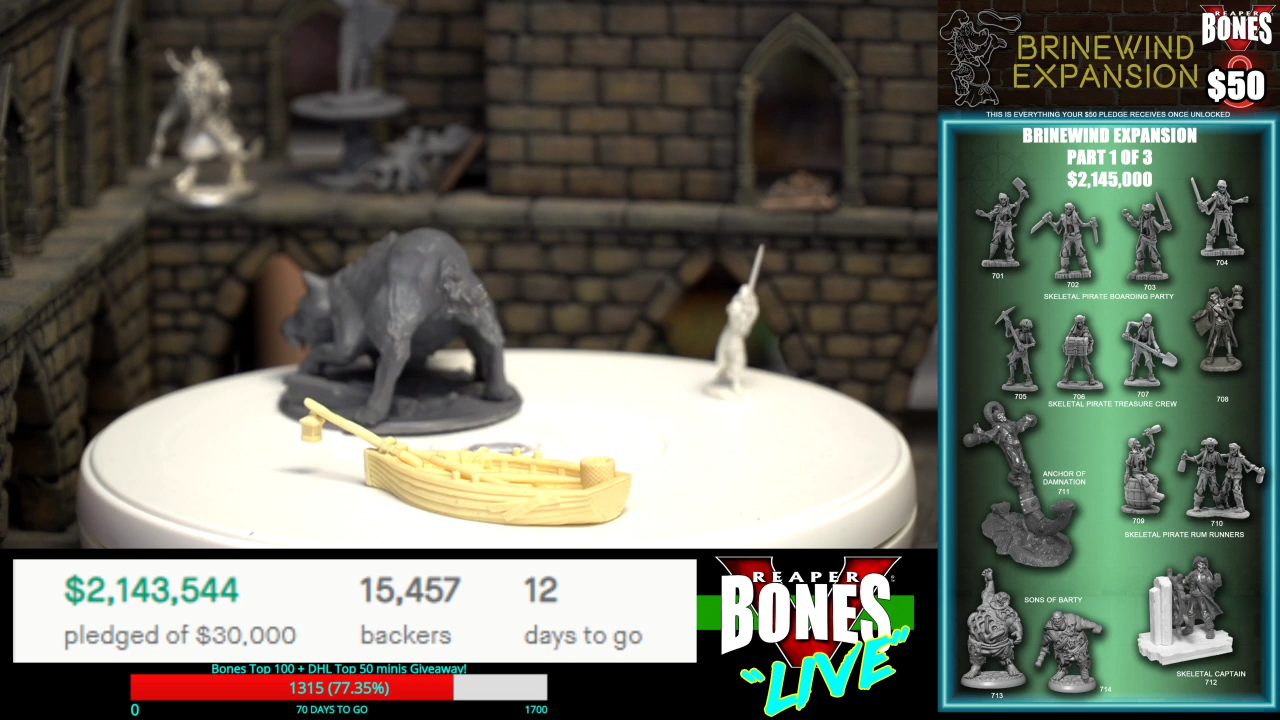 $2,143,544
pledged of $30,000
15,457
backers
12
days to go
Bones Top 100 + DHL Top 50 minis Giveaway!
1315 (77.35%)
0
70 DAYS TO GO
1700
REAPER
BONES
V
"LIVE"
BRINEWIND
EXPANSION
REAPER
BONES
V
$50
THIS IS EVERYTHING YOUR $50 PLEDGE RECEIVES ONCE UNLOCKED
BRINEWIND EXPANSION
PART 1 OF 3
$2,145,000
701
702
703
704
SKELETAL PIRATE BOARDING PARTY
705
706
707
708
SKELETAL PIRATE TREASURE CREW
ANCHOR OF
DAMNATION
711
709
710
SKELETAL PIRATE RUM RUNNERS
SONS OF BARTY
713
714
SKELETAL CAPTAIN
712